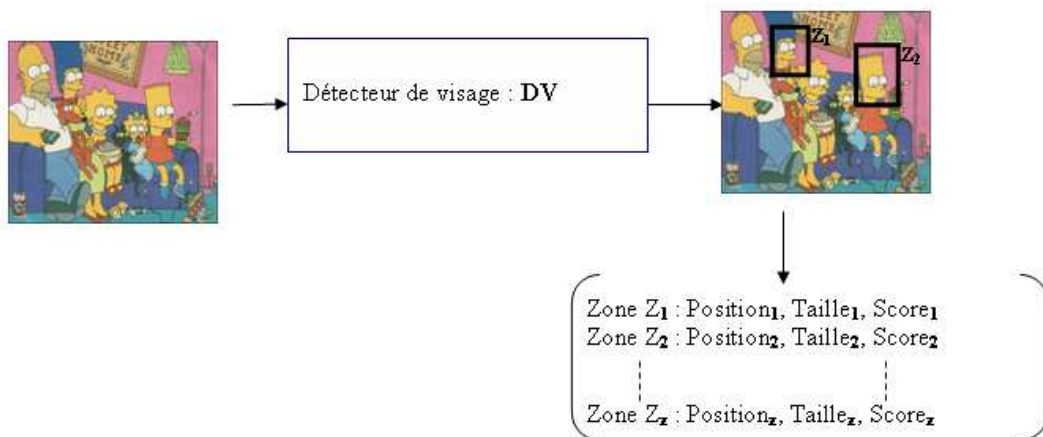 Détecteur de visage : DV
Z1
Z2
Zone Z1 : Position1, Taille1, Score1
Zone Z2 : Position2, Taille2, Score2
Zone Zz : Positionz, Taillez, Scorez